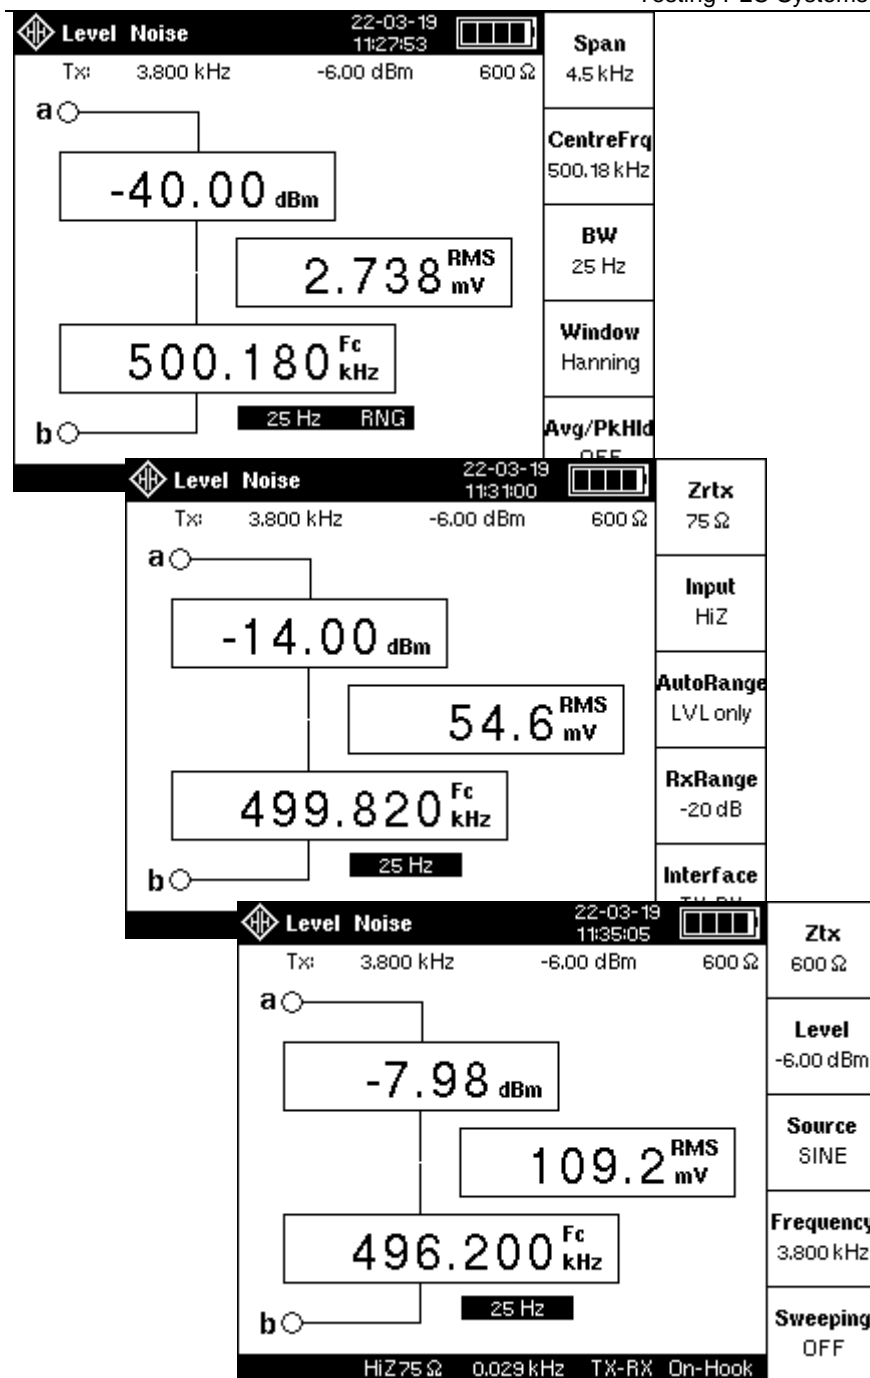 Testing PLC Systems
Level Noise 22-03-19 11:27:53
Tx: 3.800 kHz -6.00 dBm 600 Ω
a
-40.00 dBm
2.738 RMS mV
500.180 Fc kHz
25 Hz RNG
b
Span
4.5 kHz
CentreFrq
500.18 kHz
BW
25 Hz
Window
Hanning
Avg/PkHld
OFF
Level Noise 22-03-19 11:31:00
Tx: 3.800 kHz -6.00 dBm 600 Ω
a
-14.00 dBm
54.6 RMS mV
499.820 Fc kHz
25 Hz
b
Zrtx
75 Ω
Input
HiZ
AutoRange
LVL only
RxRange
-20 dB
Interface
TX-RX
Level Noise 22-03-19 11:35:05
Tx: 3.800 kHz -6.00 dBm 600 Ω
a
-7.98 dBm
109.2 RMS mV
496.200 Fc kHz
25 Hz
b
HiZ75 Ω 0.029 kHz TX-RX On-Hook
Ztx
600 Ω
Level
-6.00 dBm
Source
SINE
Frequency
3.800 kHz
Sweeping
OFF